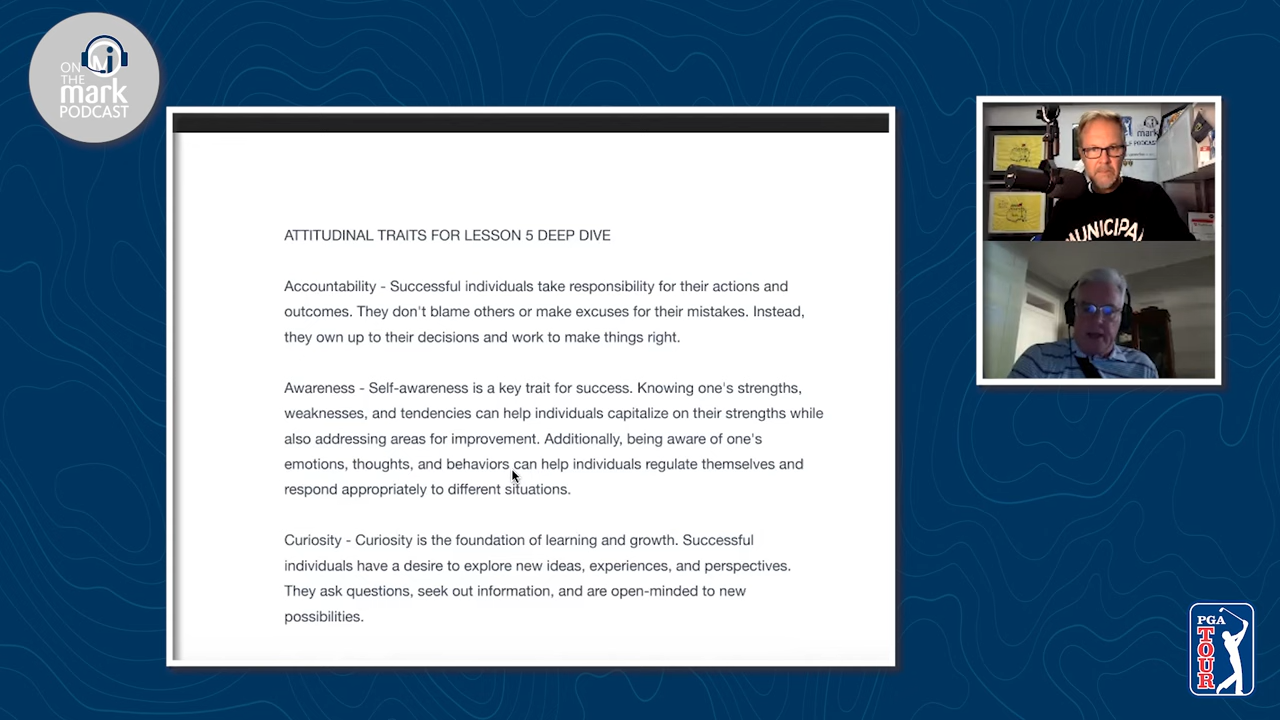 ON
THE
mark
PODCAST
ATTITUDINAL TRAITS FOR LESSON 5 DEEP DIVE
Accountability - Successful individuals take responsibility for their actions and
outcomes. They don't blame others or make excuses for their mistakes. Instead,
they own up to their decisions and work to make things right.
Awareness - Self-awareness is a key trait for success. Knowing one's strengths,
weaknesses, and tendencies can help individuals capitalize on their strengths while
also addressing areas for improvement. Additionally, being aware of one's
emotions, thoughts, and behaviors can help individuals regulate themselves and
respond appropriately to different situations.
Curiosity - Curiosity is the foundation of learning and growth. Successful
individuals have a desire to explore new ideas, experiences, and perspectives.
They ask questions, seek out information, and are open-minded to new
possibilities.
mark
MUNICIPA
PGA
TOUR